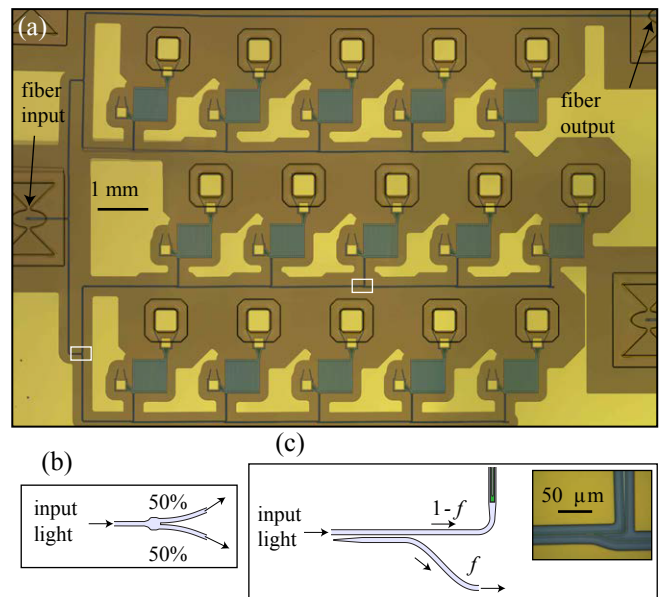 (a)
fiber
input
fiber
output
1 mm
(b)
input
light
50%
50%
(c)
input
light
1 - f
f
50 µm